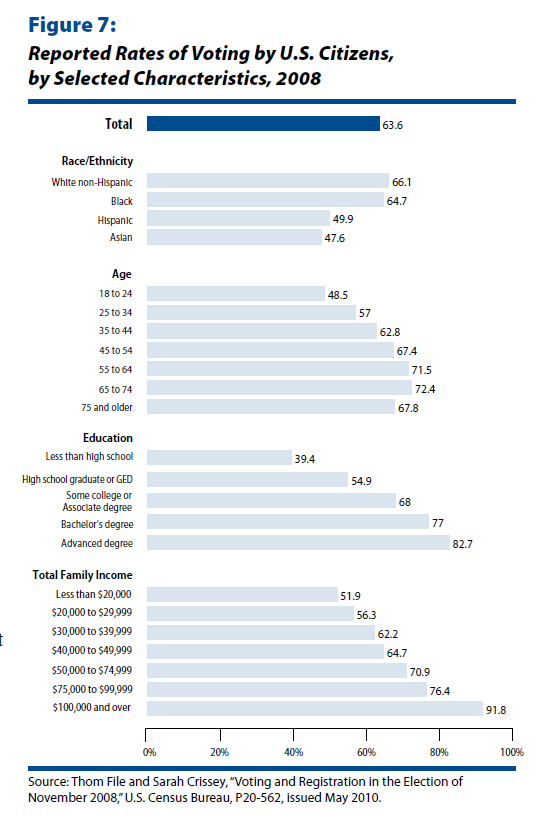 Figure 7:
Reported Rates of Voting by U.S. Citizens,
by Selected Characteristics, 2008
Total 63.6
Race/Ethnicity
White non-Hispanic 66.1
Black 64.7
Hispanic 49.9
Asian 47.6
Age
18 to 24 48.5
25 to 34 57
35 to 44 62.8
45 to 54 67.4
55 to 64 71.5
65 to 74 72.4
75 and older 67.8
Education
Less than high school 39.4
High school graduate or GED 54.9
Some college or
Associate degree 68
Bachelor's degree 77
Advanced degree 82.7
Total Family Income
Less than $20,000 51.9
$20,000 to $29,999 56.3
$30,000 to $39,999 62.2
t
$40,000 to $49,999 64.7
$50,000 to $74,999 70.9
$75,000 to $99,999 76.4
$100,000 and over 91.8
0% 20% 40% 60% 80% 100%
Source: Thom File and Sarah Crissey, "Voting and Registration in the Election of
November 2008," U.S. Census Bureau, P20-562, issued May 2010.